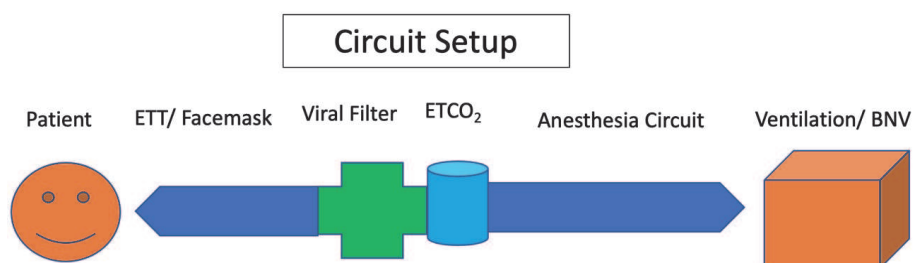 Circuit Setup
Patient
ETT/ Facemask
Viral Filter
ETCO₂
Anesthesia Circuit
Ventilation/ BNV